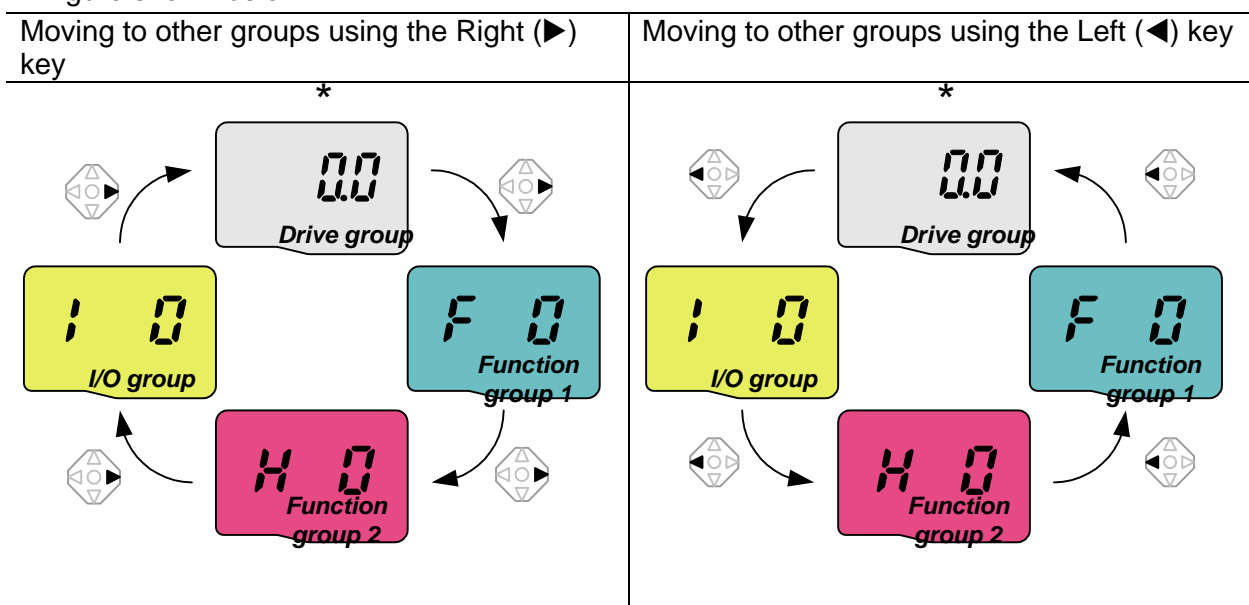 Moving to other groups using the Right (▶)
key
Moving to other groups using the Left (◀) key
*
0.0
Drive group
I 0
I/O group
F 0
Function
group 1
H 0
Function
group 2
*
0.0
Drive group
I 0
I/O group
F 0
Function
group 1
H 0
Function
group 2